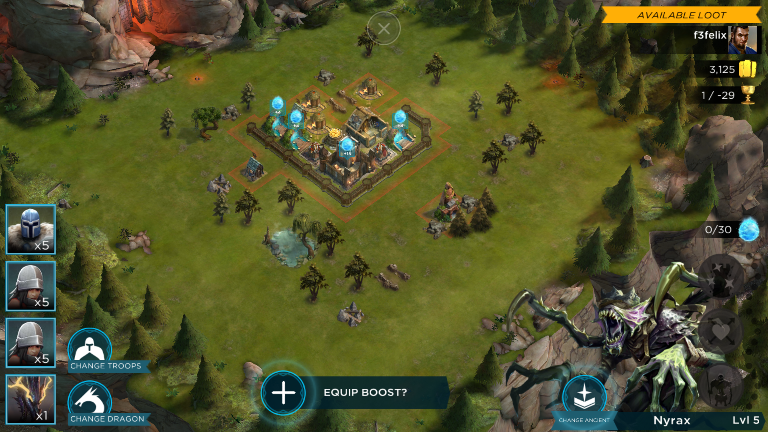 AVAILABLE LOOT
f3felix
3,125
1 / -29
0/30
x5
x5
x5
x1
CHANGE TROOPS
CHANGE DRAGON
EQUIP BOOST?
CHANGE ANCIENT
Nyrax
Lvl 5